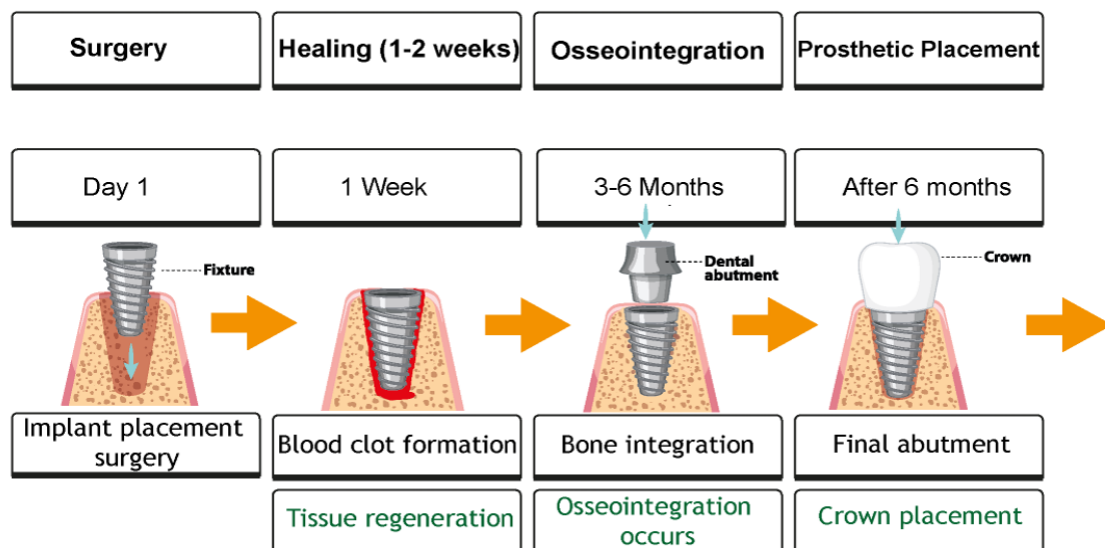 Surgery
Healing (1-2 weeks)
Osseointegration
Prosthetic Placement
Day 1
1 Week
3-6 Months
After 6 months
Fixture
Dental
abutment
Crown
Implant placement
surgery
Blood clot formation
Bone integration
Final abutment
Tissue regeneration
Osseointegration
occurs
Crown placement